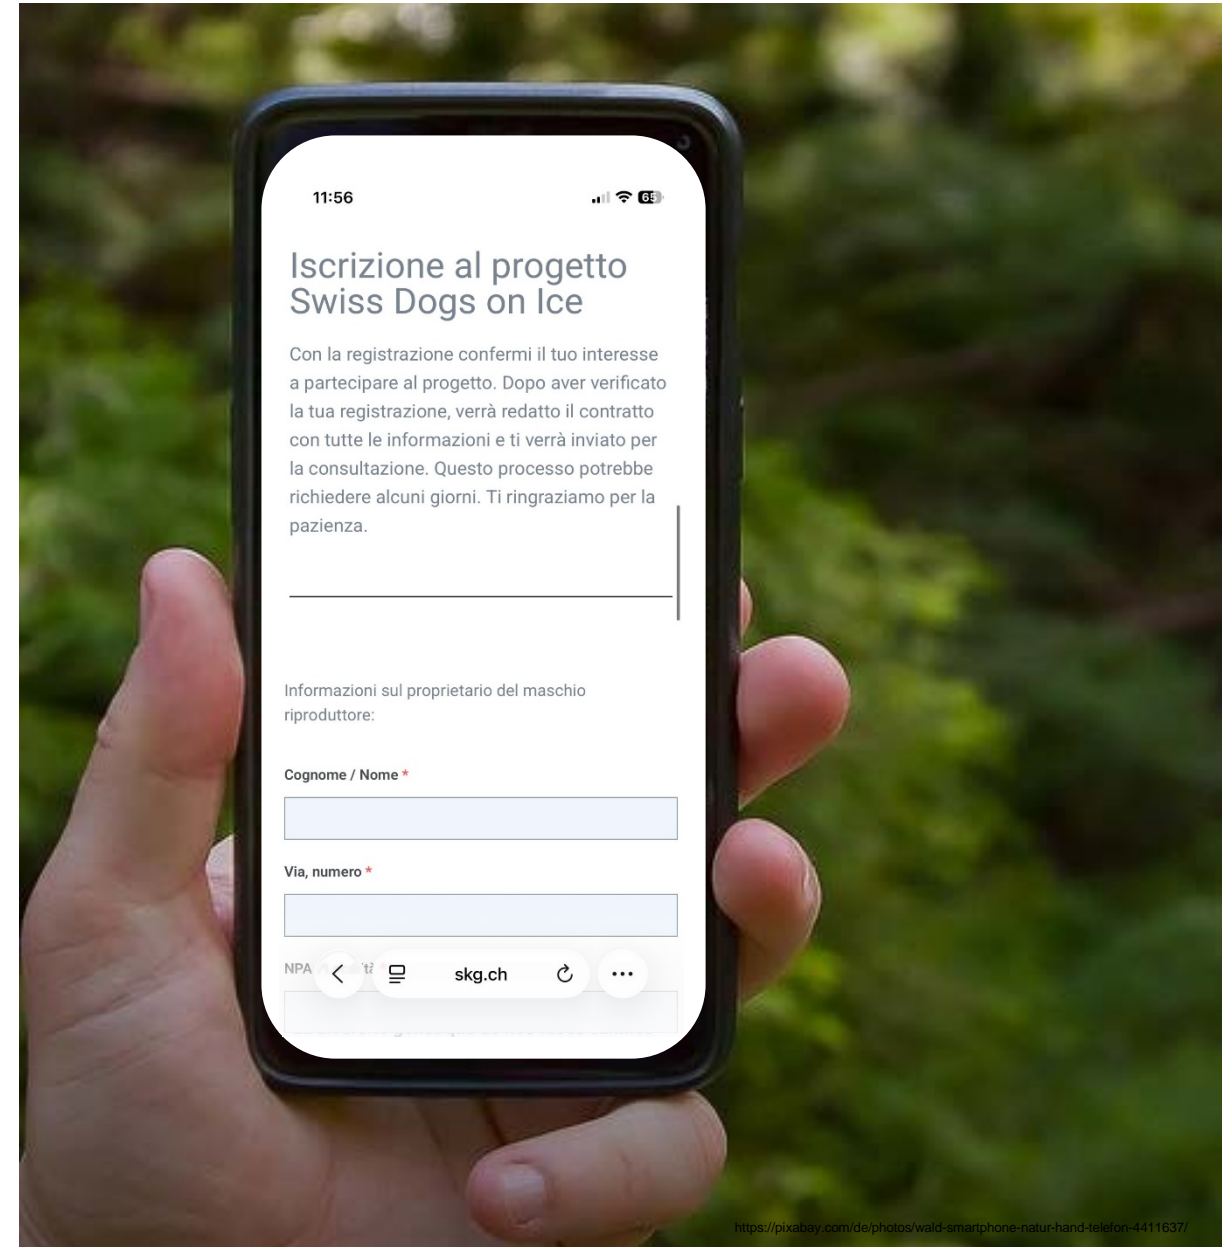 11:56
65
Iscrizione al progetto
Swiss Dogs on Ice
Con la registrazione confermi il tuo interesse
a partecipare al progetto. Dopo aver verificato
la tua registrazione, verrà redatto il contratto
con tutte le informazioni e ti verrà inviato per
la consultazione. Questo processo potrebbe
richiedere alcuni giorni. Ti ringraziamo per la
pazienza.
Informazioni sul proprietario del maschio
riproduttore:
Cognome / Nome *
Via, numero *
NPA
skg.ch
https://pixabay.com/de/photos/wald-smartphone-natur-hand-telefon-4411637/